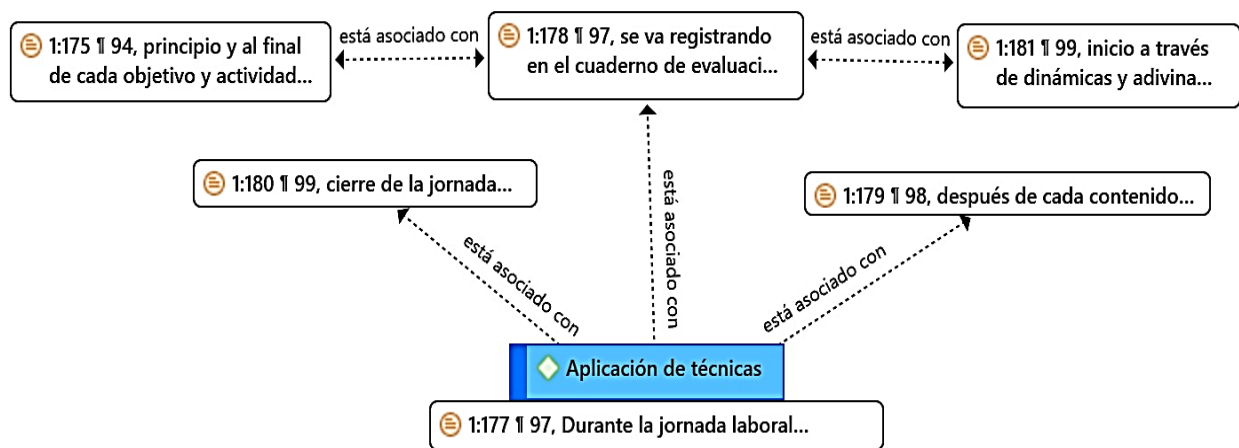 1:175 ¶ 94, principio y al final
de cada objetivo y actividad...
está asociado con
1:178 ¶ 97, se va registrando
en el cuaderno de evaluaci...
está asociado con
1:181 ¶ 99, inicio a través
de dinámicas y adivina...
1:180 ¶ 99, cierre de la jornada...
está asociado con
1:179 ¶ 98, después de cada contenido...
está asociado con
está asociado con
Aplicación de técnicas
1:177 ¶ 97, Durante la jornada laboral...